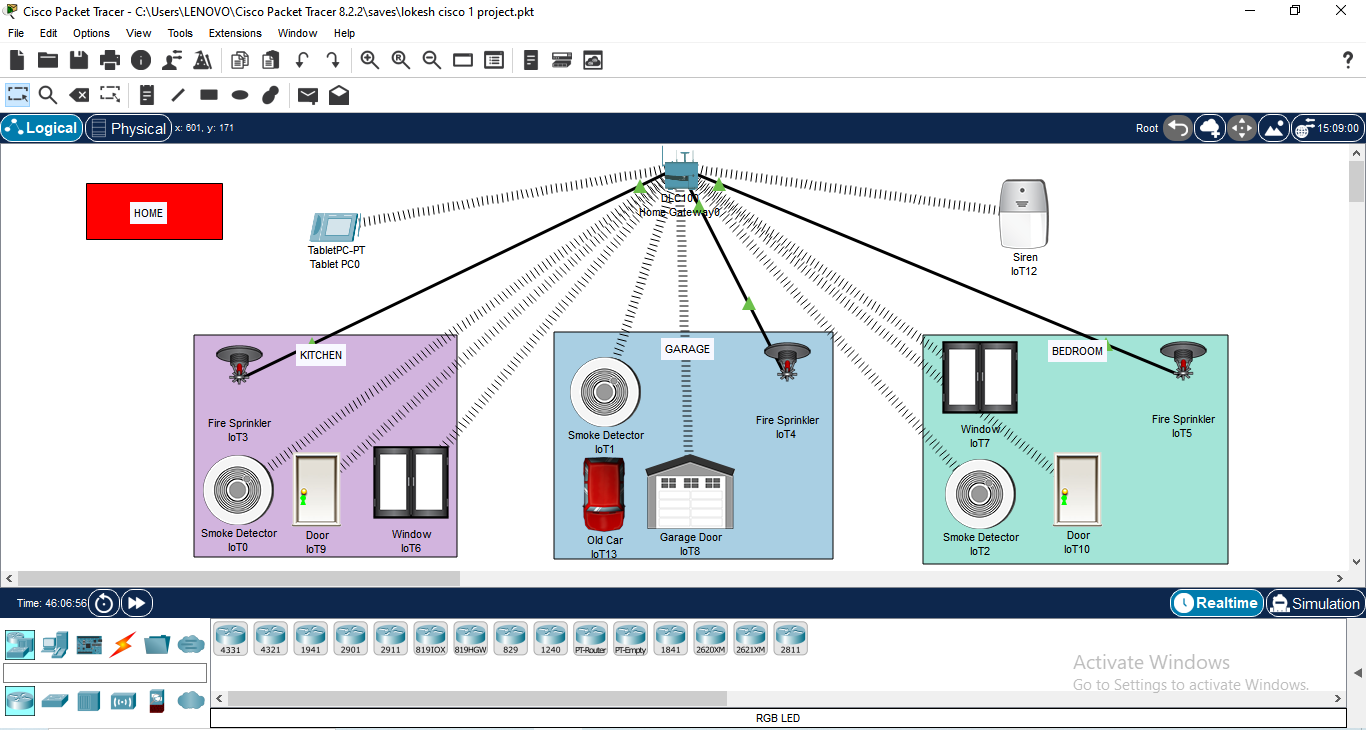 Cisco Packet Tracer - C:\Users\LENOVO\Cisco Packet Tracer 8.2.2\saves\lokesh cisco 1 project.pkt
File Edit Options View Tools Extensions Window Help
?
Logical Physical x: 601, y: 171 Root 15:09:00
HOME
DLC100
Home Gateway0
TabletPC-PT
Tablet PC0
Siren
IoT12
KITCHEN
Fire Sprinkler
IoT3
Smoke Detector
IoT0
Door
IoT9
Window
IoT6
GARAGE
Smoke Detector
IoT1
Fire Sprinkler
IoT4
Old Car
IoT13
Garage Door
IoT8
BEDROOM
Window
IoT7
Fire Sprinkler
IoT5
Smoke Detector
IoT2
Door
IoT10
Time: 46:06:56 Realtime Simulation
4331 4321 1941 2901 2911 819IOX 819HGW 829 1240 PT-Router PT-Empty 1841 2620XM 2621XM 2811
Activate Windows
Go to Settings to activate Windows.
RGB LED